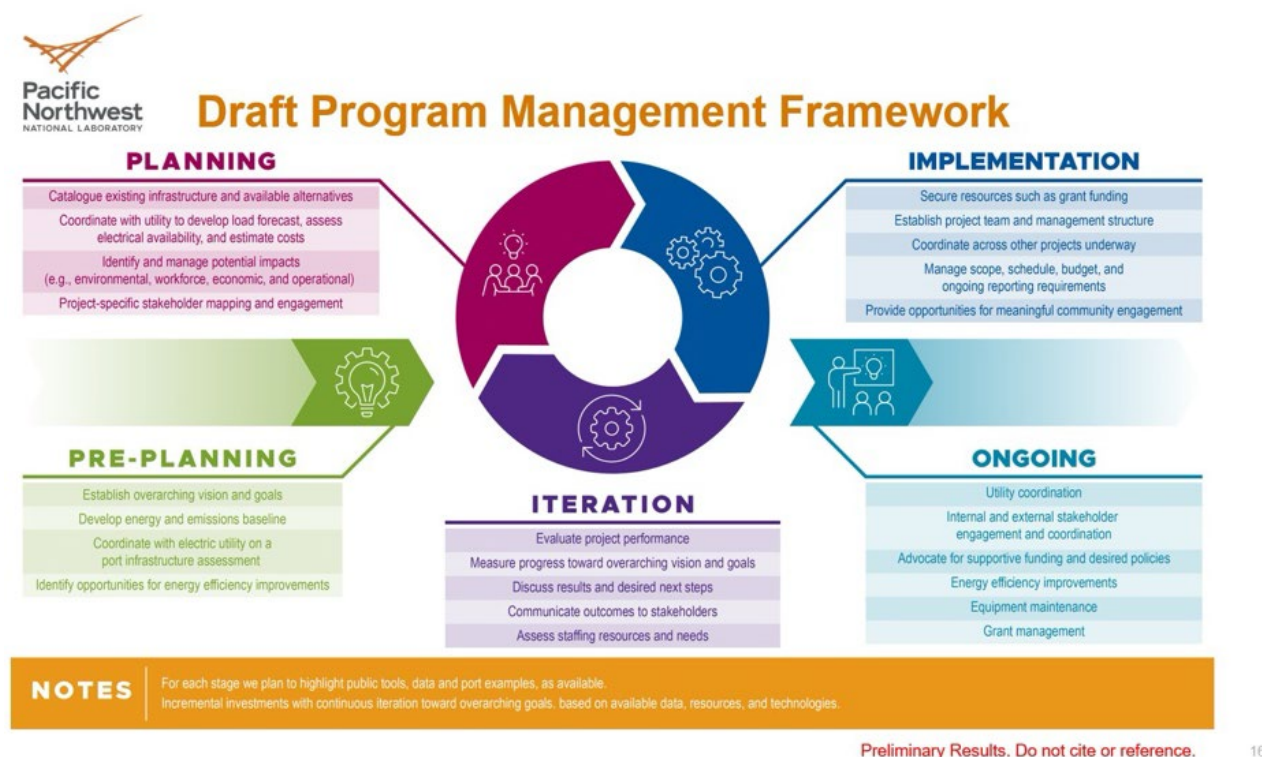 Pacific
Northwest
NATIONAL LABORATORY
Draft Program Management Framework
PLANNING
Catalogue existing infrastructure and available alternatives
Coordinate with utility to develop load forecast, assess
electrical availability, and estimate costs
Identify and manage potential impacts
(e.g., environmental, workforce, economic, and operational)
Project-specific stakeholder mapping and engagement
IMPLEMENTATION
Secure resources such as grant funding
Establish project team and management structure
Coordinate across other projects underway
Manage scope, schedule, budget, and
ongoing reporting requirements
Provide opportunities for meaningful community engagement
PRE-PLANNING
Establish overarching vision and goals
Develop energy and emissions baseline
Coordinate with electric utility on a
port infrastructure assessment
Identify opportunities for energy efficiency improvements
ITERATION
Evaluate project performance
Measure progress toward overarching vision and goals
Discuss results and desired next steps
Communicate outcomes to stakeholders
Assess staffing resources and needs
ONGOING
Utility coordination
Internal and external stakeholder
engagement and coordination
Advocate for supportive funding and desired policies
Energy efficiency improvements
Equipment maintenance
Grant management
NOTES
For each stage we plan to highlight public tools, data and port examples, as available.
Incremental investments with continuous iteration toward overarching goals. based on available data, resources, and technologies.
Preliminary Results. Do not cite or reference.
16